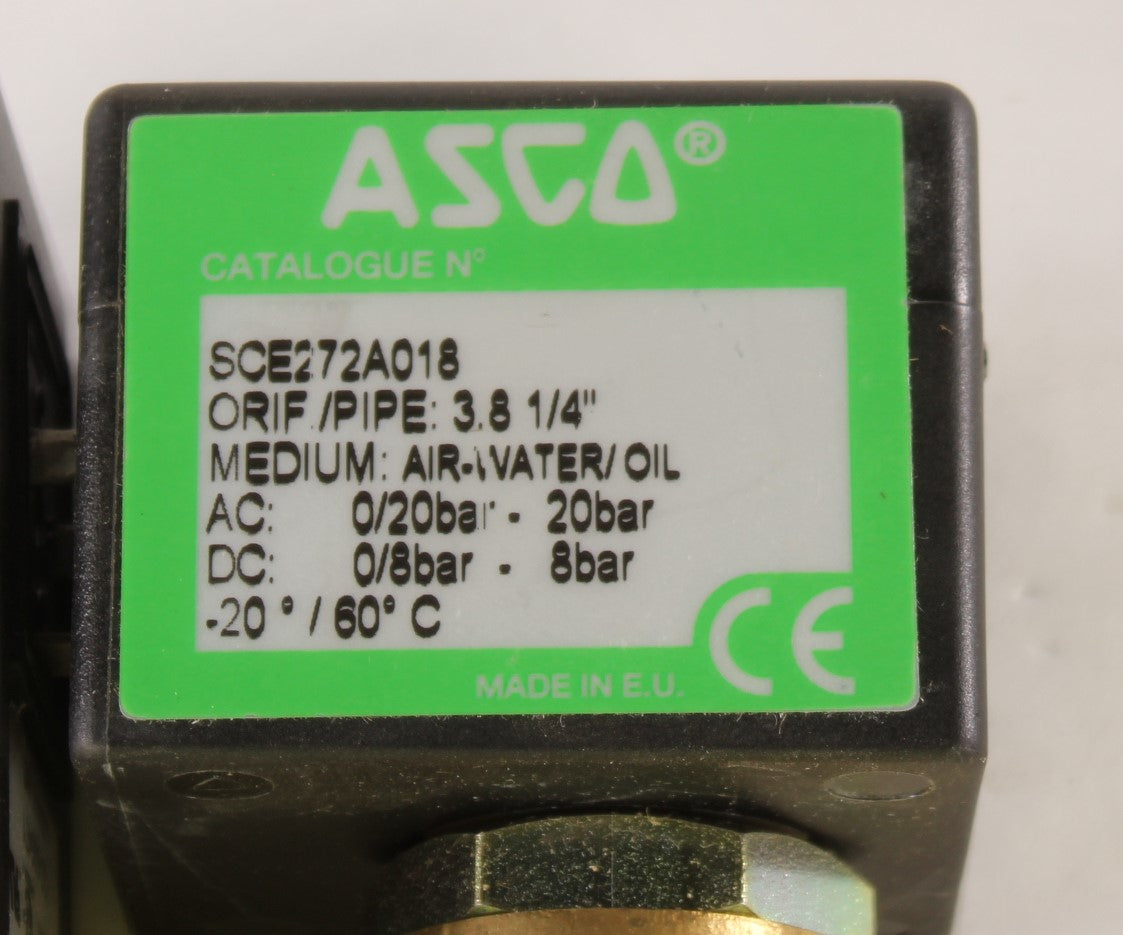 ASCO®
CATALOGUE N°
SCE272A018
ORIF./PIPE: 3.8 1/4"
MEDIUM: AIR-WATER/ OIL
AC: 0/20bar - 20bar
DC: 0/8bar - 8bar
-20 ° / 60° C
CE
MADE IN E.U.